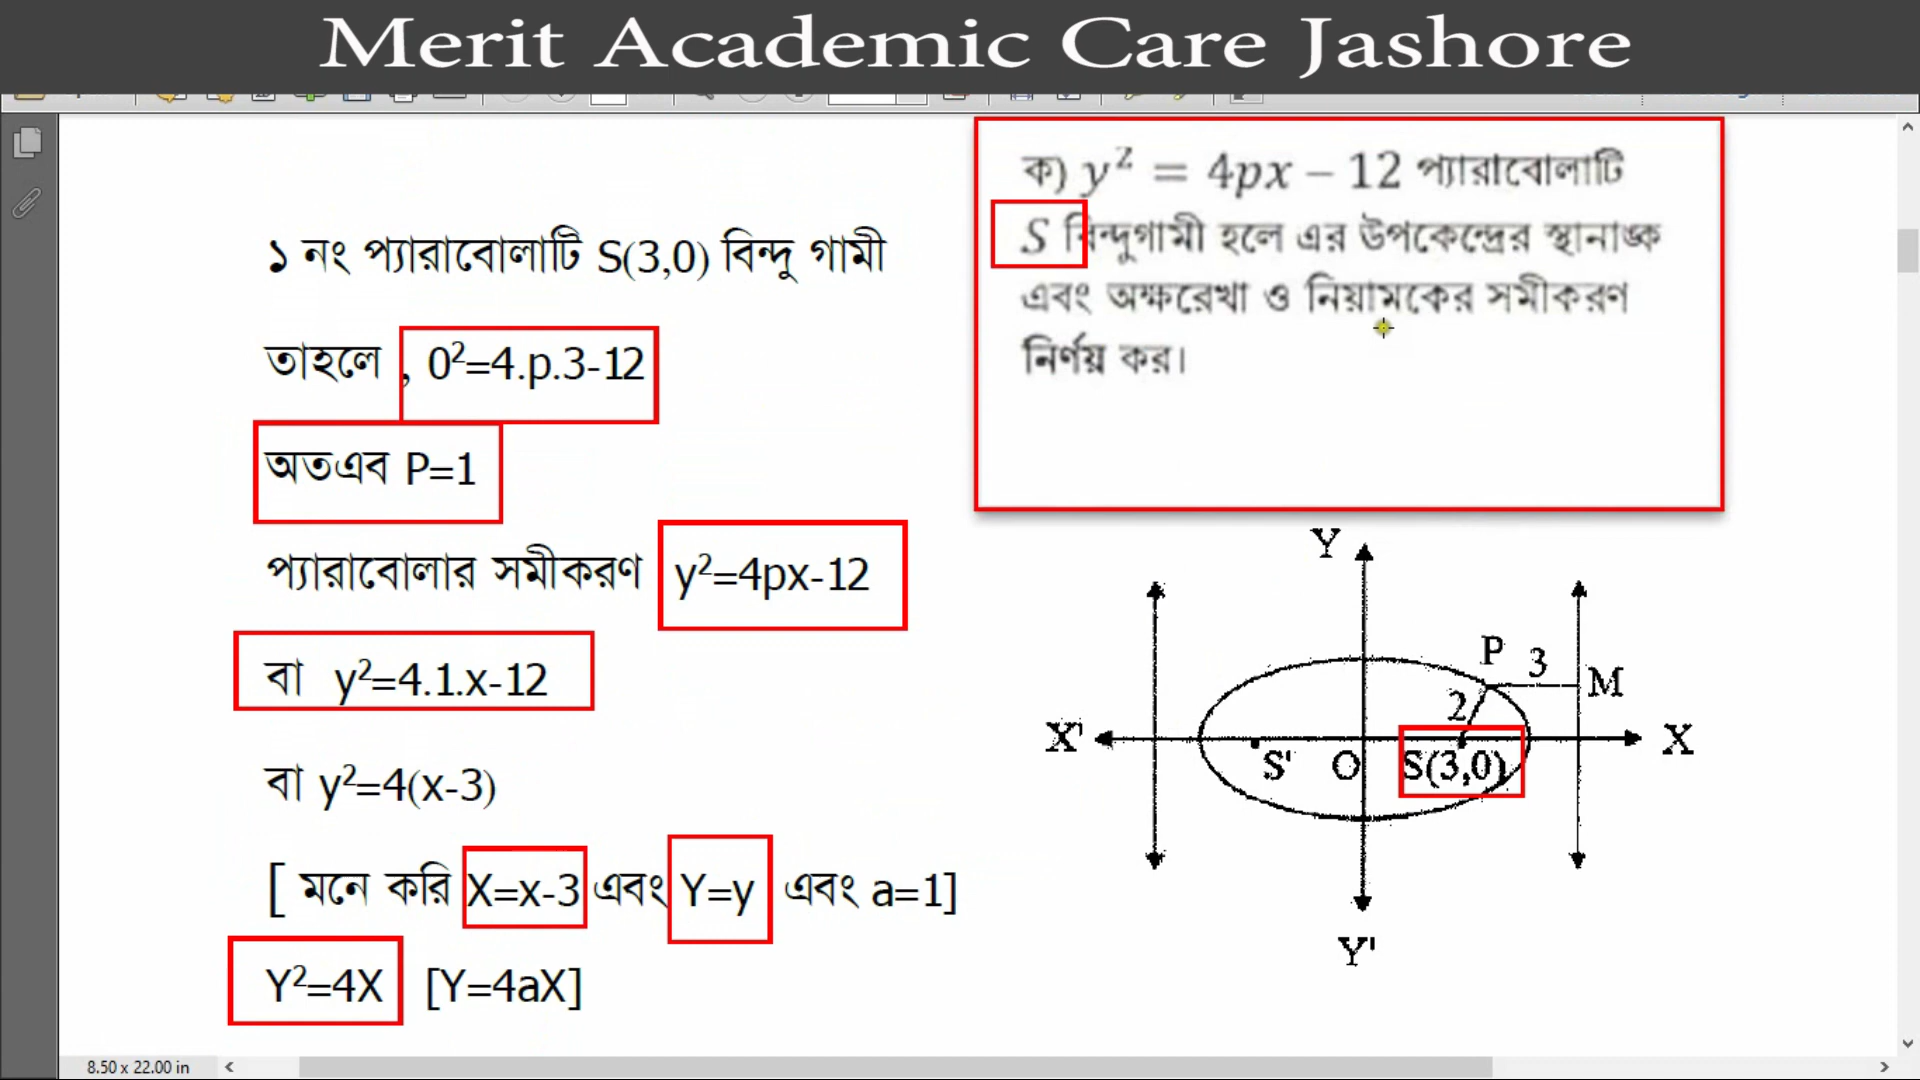 Merit Academic Care Jashore
১ নং প্যারাবোলাটি S(3,0) বিন্দু গামী
তাহলে , 0²=4.p.3-12
অতএব P=1
প্যারাবোলার সমীকরণ y²=4px-12
বা y²=4.1.x-12
বা y²=4(x-3)
[ মনে করি X=x-3 এবং Y=y এবং a=1]
Y²=4X [Y=4aX]
ক) y² = 4px − 12 প্যারাবোলাটি
S বিন্দুগামী হলে এর উপকেন্দ্রের স্থানাঙ্ক
এবং অক্ষরেখা ও নিয়ামকের সমীকরণ
নির্ণয় কর।
Y
P 3 M
2
X' S' O S(3,0) X
Y'
8.50 x 22.00 in